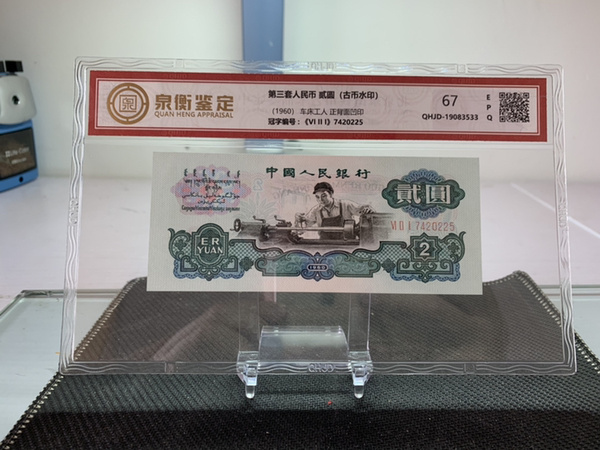 泉衡鉴定
QUAN HENG APPRAISAL
第三套人民币 贰圆（古币水印）
（1960） 车床工人 正背面凹印
冠字编号：《VI II I》7420225
67
E
P
Q
QHJD-19083533
中國人民銀行
貳圓
VI II I 7420225
ER
YUAN
1960
2
QHJD